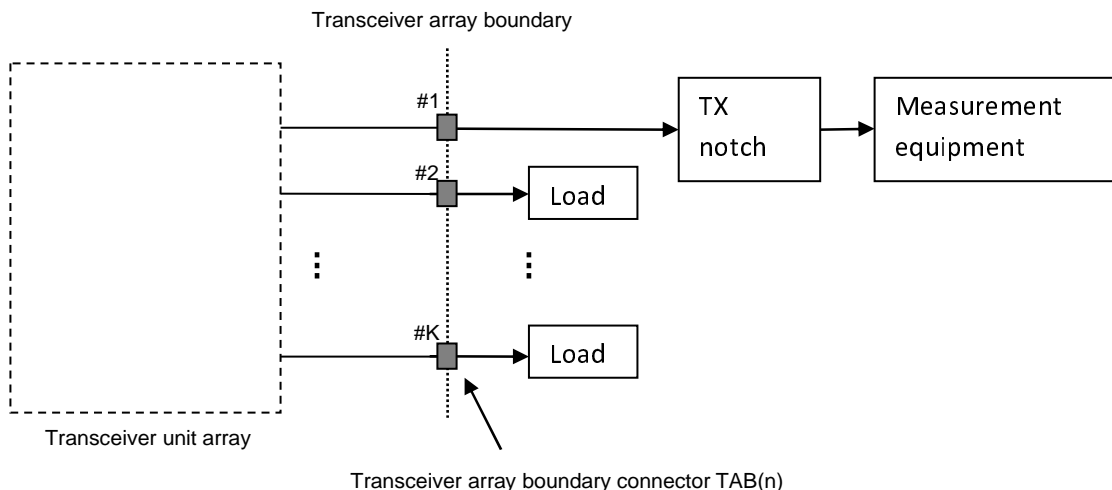 Transceiver array boundary
#1
TX
notch
Measurement
equipment
#2
Load
#K
Load
Transceiver unit array
Transceiver array boundary connector TAB(n)